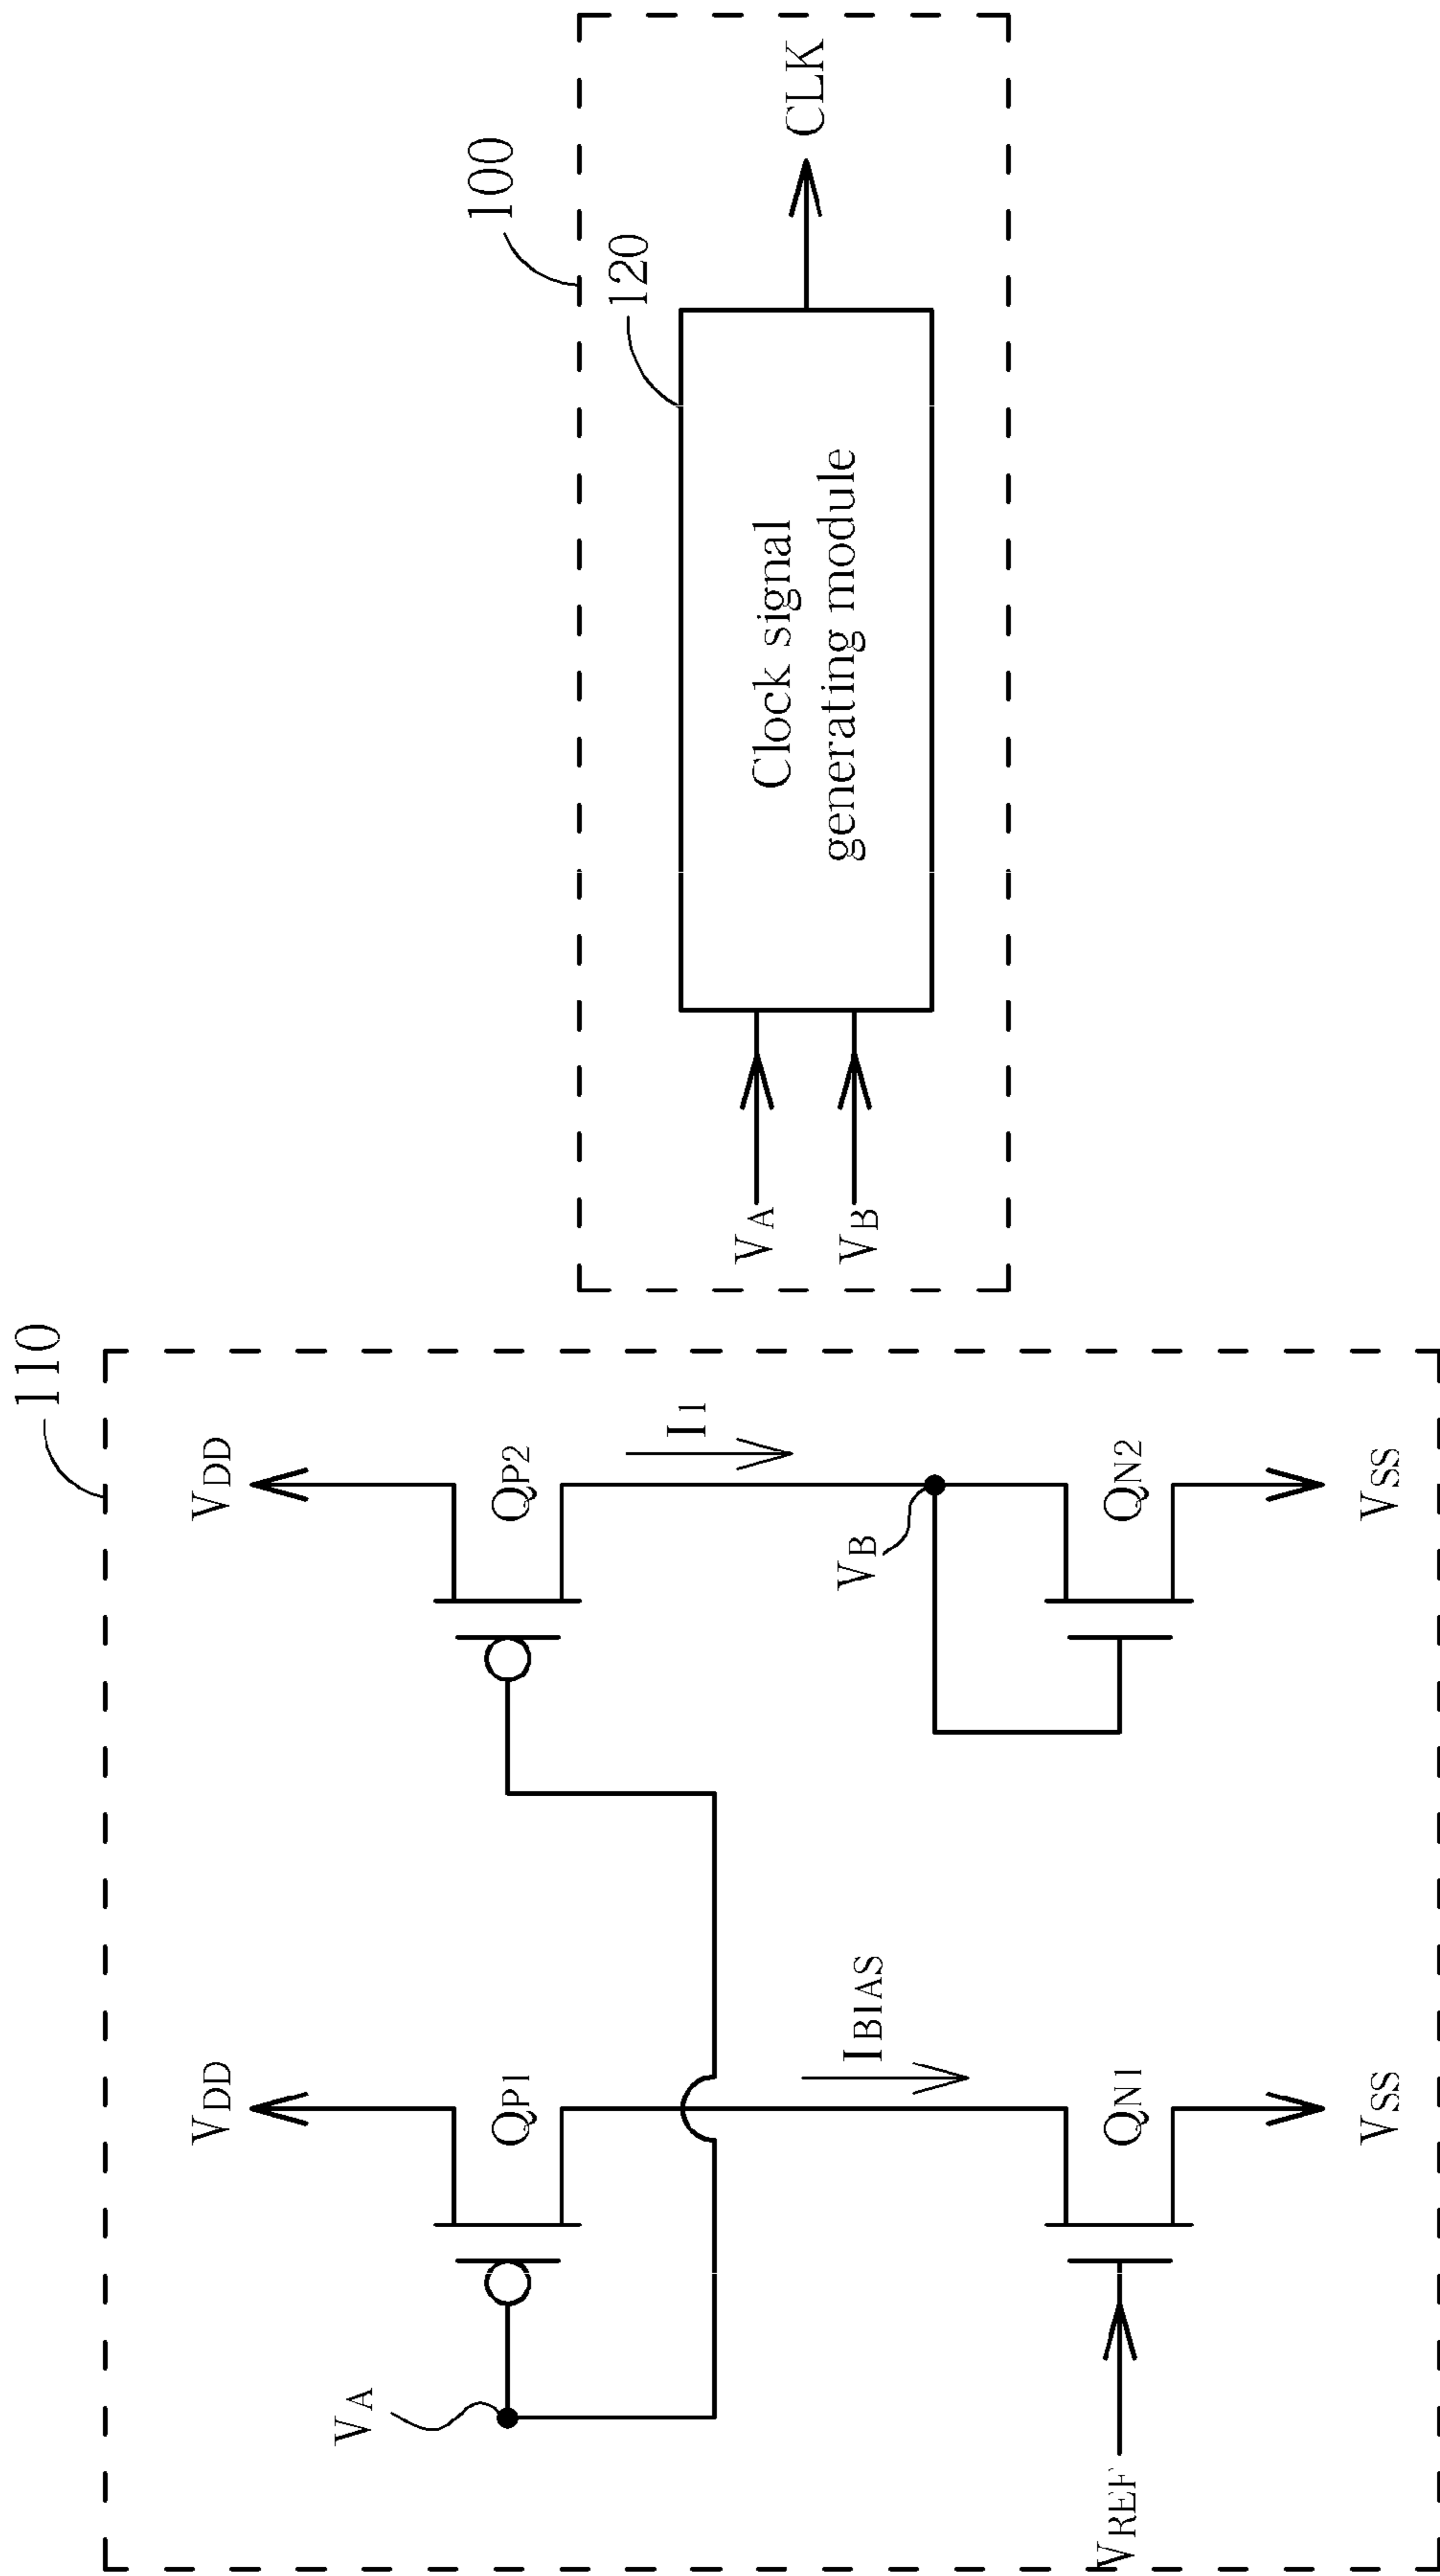 110
VDD
VDD
QP1
QP2
VA
I1
IBIAS
VB
VREF
QN1
QN2
VSS
VSS
100
120
VA
VB
Clock signal
generating module
CLK